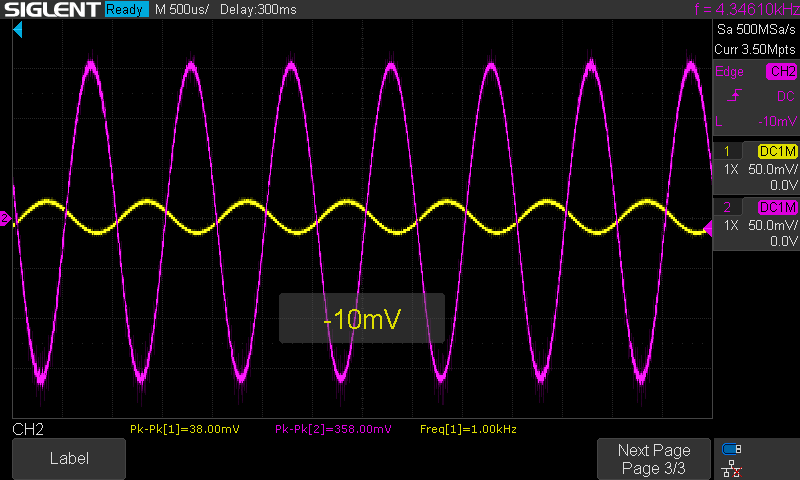 SIGLENT Ready M 500us/ Delay:300ms f = 4.34610kHz
Sa 500MSa/s
Curr 3.50Mpts
Edge CH2
DC
L -10mV
1 DC1M
1X 50.0mV/
0.0V
2 DC1M
1X 50.0mV/
0.0V
2
-10mV
CH2 Pk-Pk[1]=38.00mV Pk-Pk[2]=358.00mV Freq[1]=1.00kHz
Label
Next Page
Page 3/3